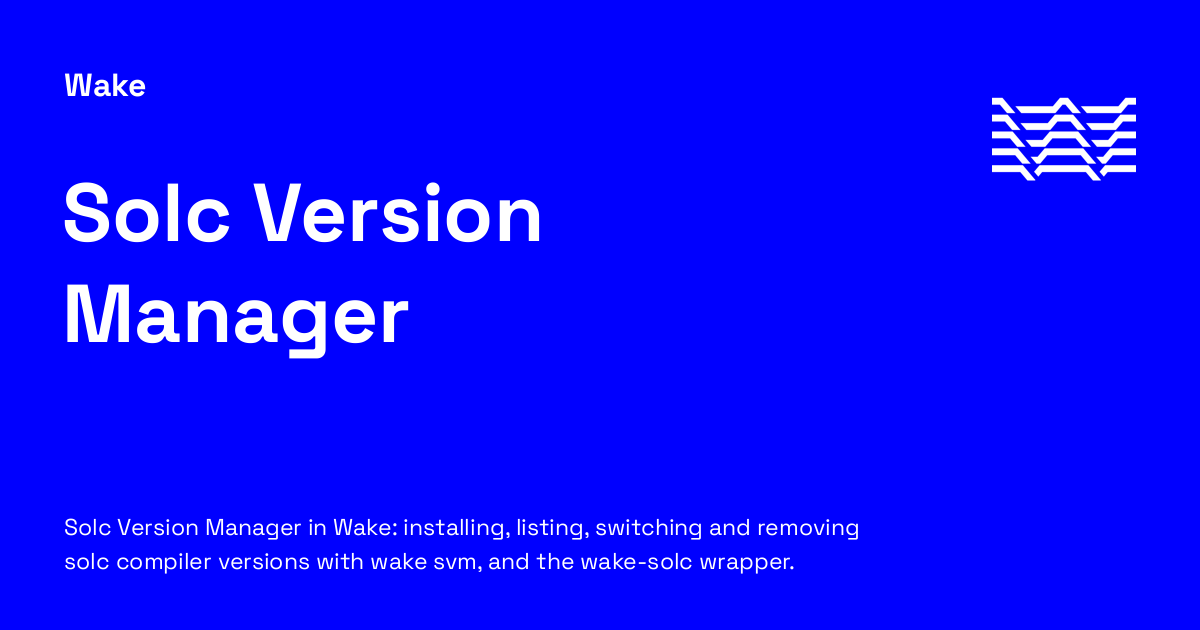 Wake
Solc Version
Manager
Solc Version Manager in Wake: installing, listing, switching and removing
solc compiler versions with wake svm, and the wake-solc wrapper.